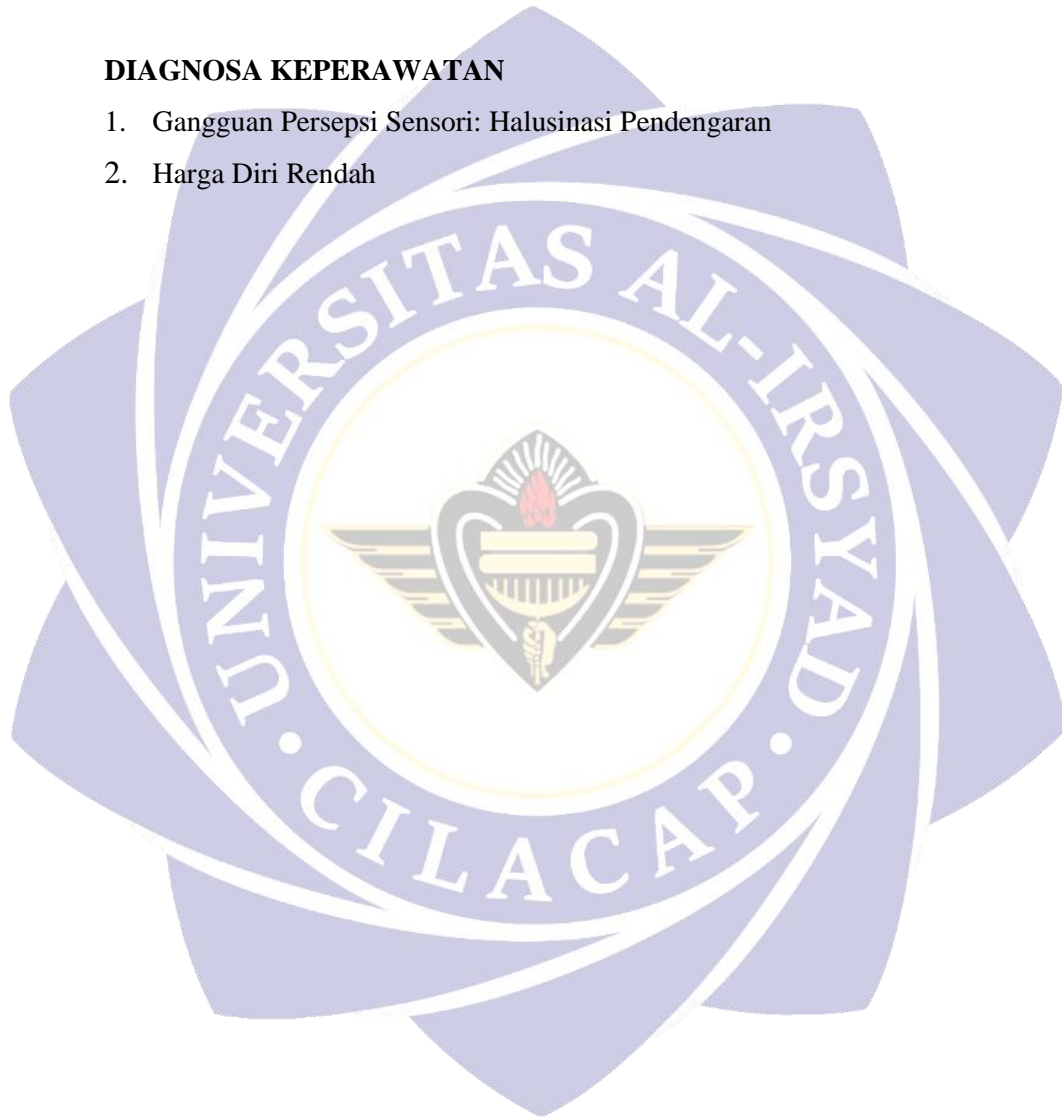 DIAGNOSA KEPERAWATAN
1. Gangguan Persepsi Sensori: Halusinasi Pendengaran
2. Harga Diri Rendah
UNIVERSITAS AL-IRSYAD
• CILACAP •